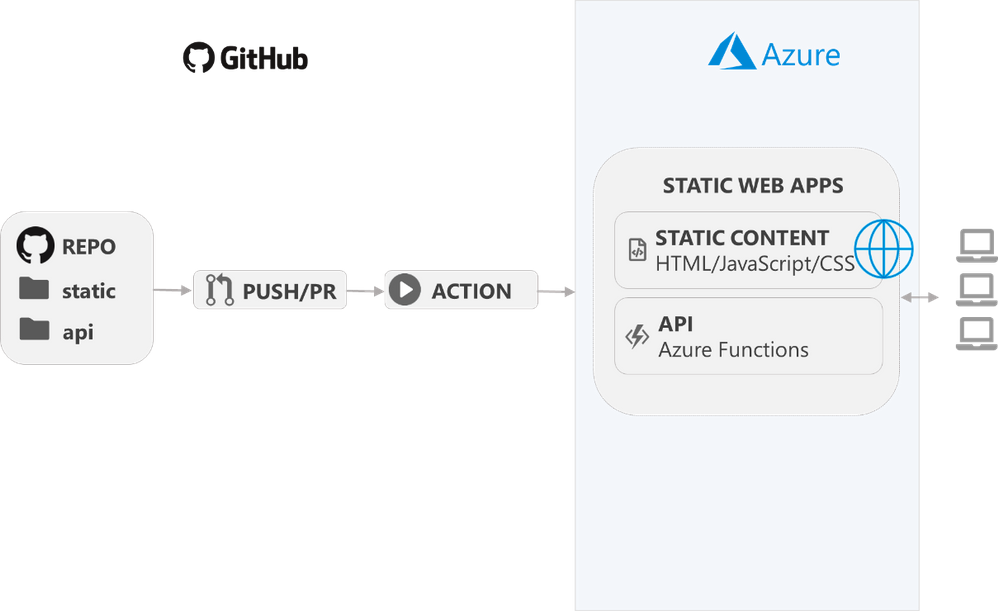 GitHub
Azure
REPO
static
api
PUSH/PR
ACTION
STATIC WEB APPS
STATIC CONTENT
HTML/JavaScript/CSS
API
Azure Functions